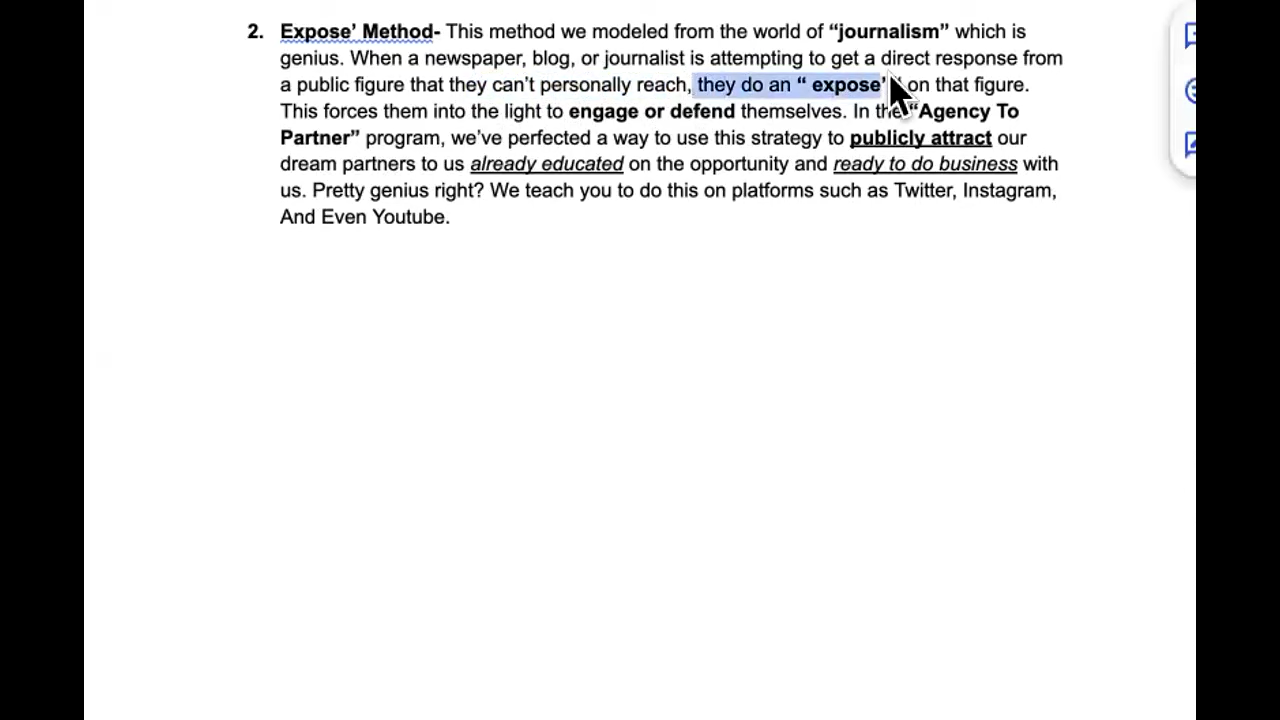 2. Expose’ Method- This method we modeled from the world of “journalism” which is
genius. When a newspaper, blog, or journalist is attempting to get a direct response from
a public figure that they can’t personally reach, they do an “ expose’ “ on that figure.
This forces them into the light to engage or defend themselves. In the “Agency To
Partner” program, we’ve perfected a way to use this strategy to publicly attract our
dream partners to us already educated on the opportunity and ready to do business with
us. Pretty genius right? We teach you to do this on platforms such as Twitter, Instagram,
And Even Youtube.